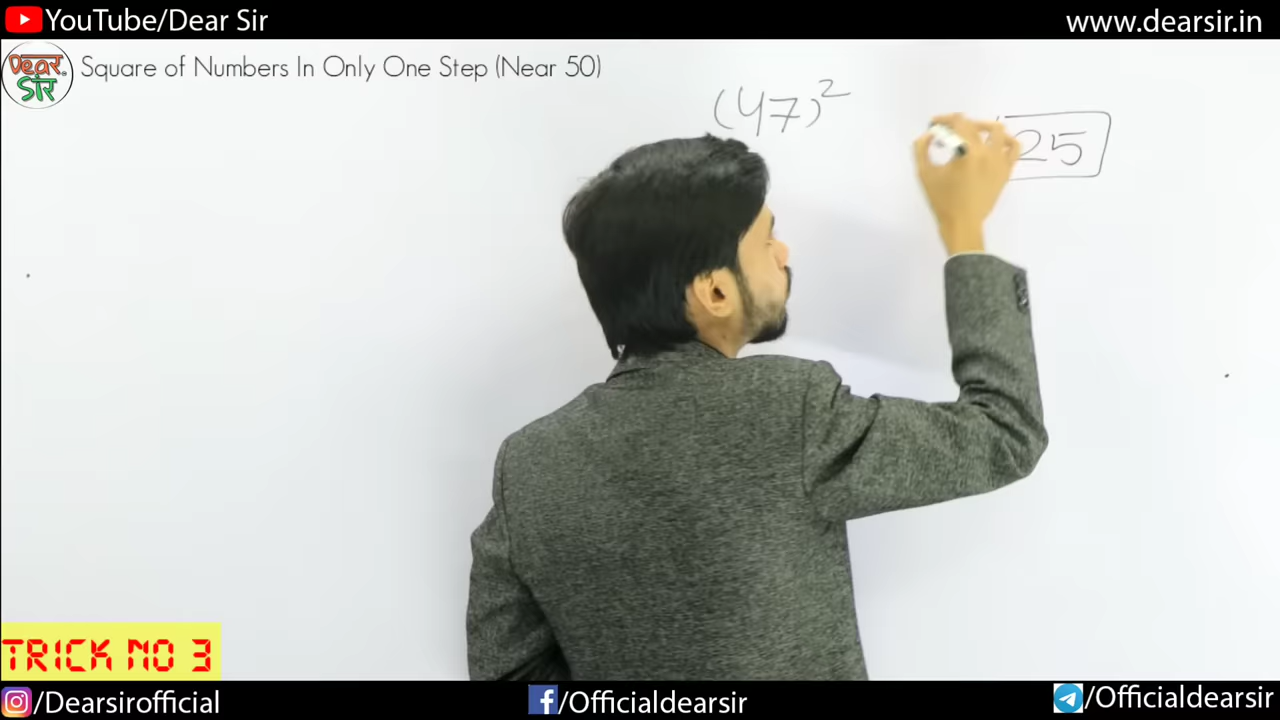 YouTube/Dear Sir
www.dearsir.in
Dear
सिर
Square of Numbers In Only One Step (Near 50)
(47)²
25
TRICK NO 3
/Dearsirofficial
/Officialdearsir
/Officialdearsir